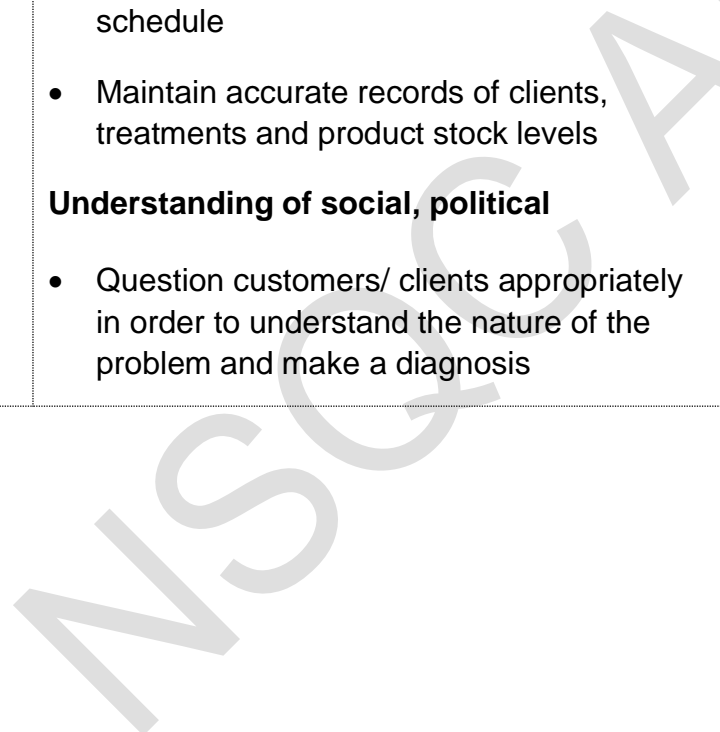 schedule
• Maintain accurate records of clients,
treatments and product stock levels
Understanding of social, political
• Question customers/ clients appropriately
in order to understand the nature of the
problem and make a diagnosis
NSQC A